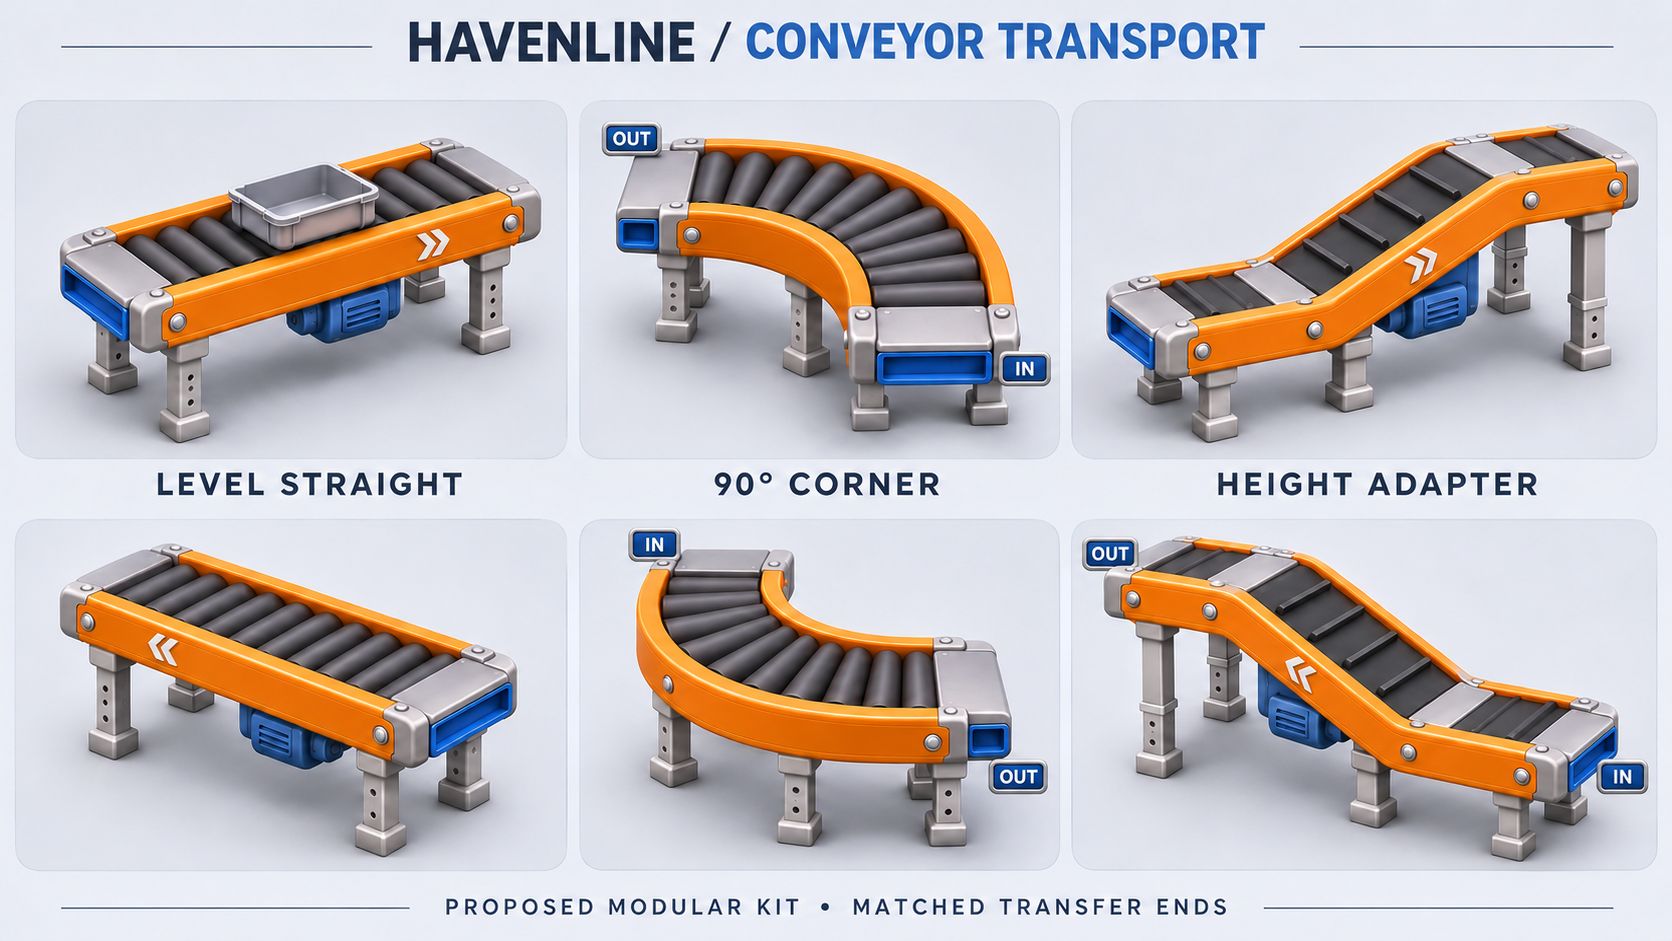 HAVENLINE / CONVEYOR TRANSPORT
OUT
IN
LEVEL STRAIGHT
90° CORNER
HEIGHT ADAPTER
IN
OUT
OUT
IN
PROPOSED MODULAR KIT • MATCHED TRANSFER ENDS